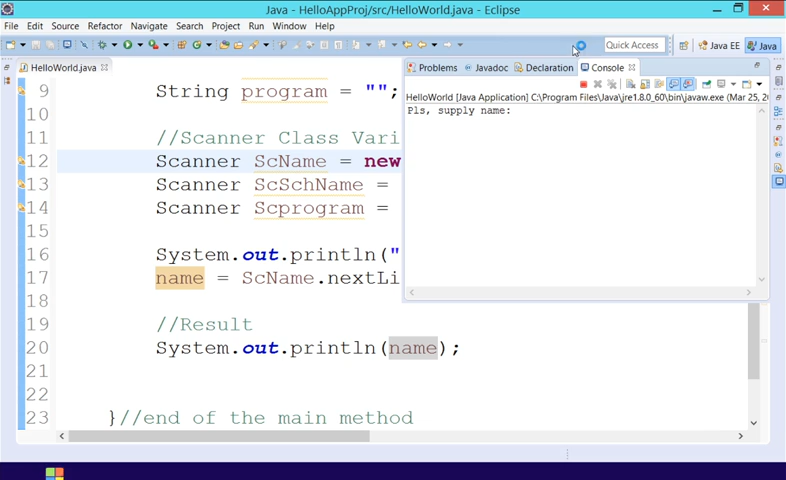 Java - HelloAppProj/src/HelloWorld.java - Eclipse
File Edit Source Refactor Navigate Search Project Run Window Help
Quick Access Java EE Java
HelloWorld.java
Problems Javadoc Declaration Console
HelloWorld [Java Application] C:\Program Files\Java\jre1.8.0_60\bin\javaw.exe (Mar 25, 20
Pls, supply name:
9 String program = "";
10
11 //Scanner Class Vari
12 Scanner ScName = new
13 Scanner ScSchName =
14 Scanner Scprogram =
15
16 System.out.println("
17 name = ScName.nextLi
18
19 //Result
20 System.out.println(name);
21
22
23 }//end of the main method